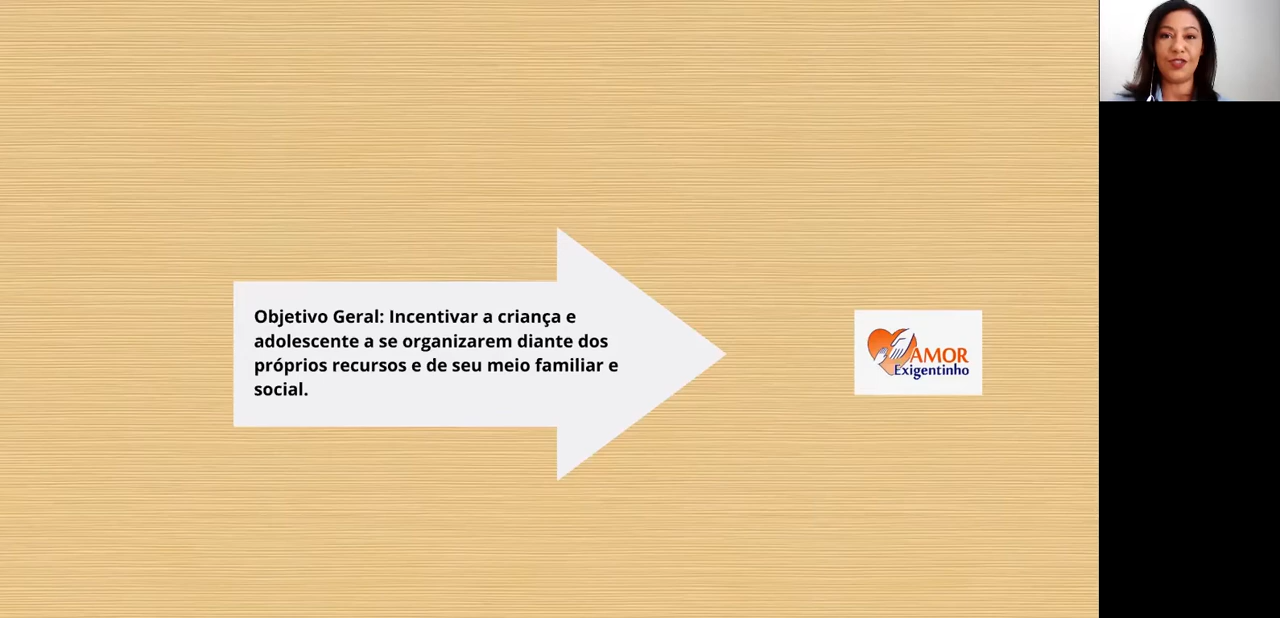 Objetivo Geral: Incentivar a criança e
adolescente a se organizarem diante dos
próprios recursos e de seu meio familiar e
social.
AMOR
Exigentinho